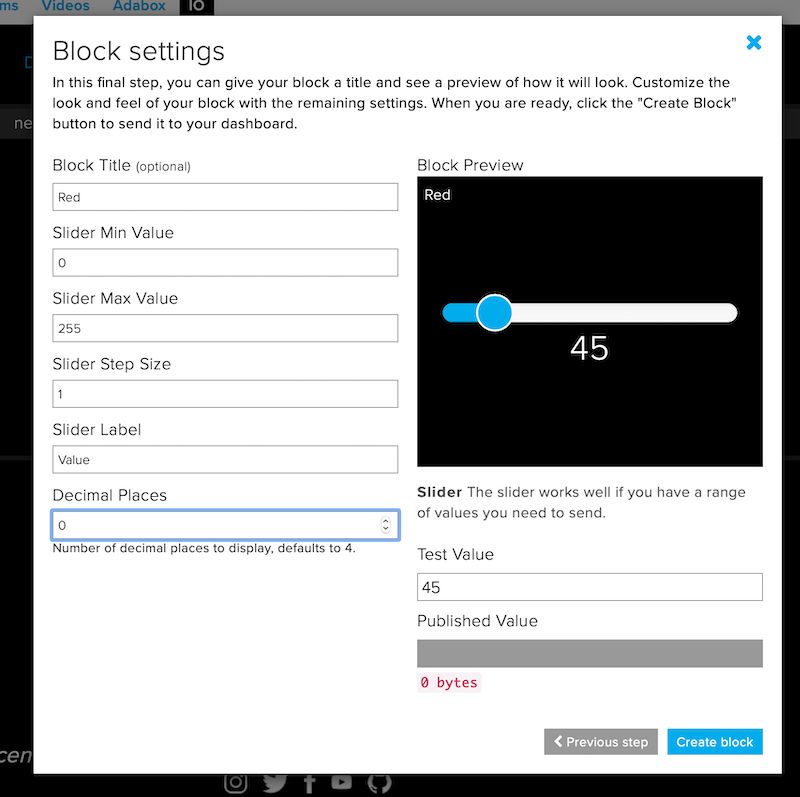 ms Videos Adabox IO
Block settings
In this final step, you can give your block a title and see a preview of how it will look. Customize the
look and feel of your block with the remaining settings. When you are ready, click the "Create Block"
button to send it to your dashboard.
Block Title (optional)
Red
Slider Min Value
0
Slider Max Value
255
Slider Step Size
1
Slider Label
Value
Decimal Places
0
Number of decimal places to display, defaults to 4.
Block Preview
Red
45
Slider The slider works well if you have a range
of values you need to send.
Test Value
45
Published Value
0 bytes
Previous step
Create block
ne
cen